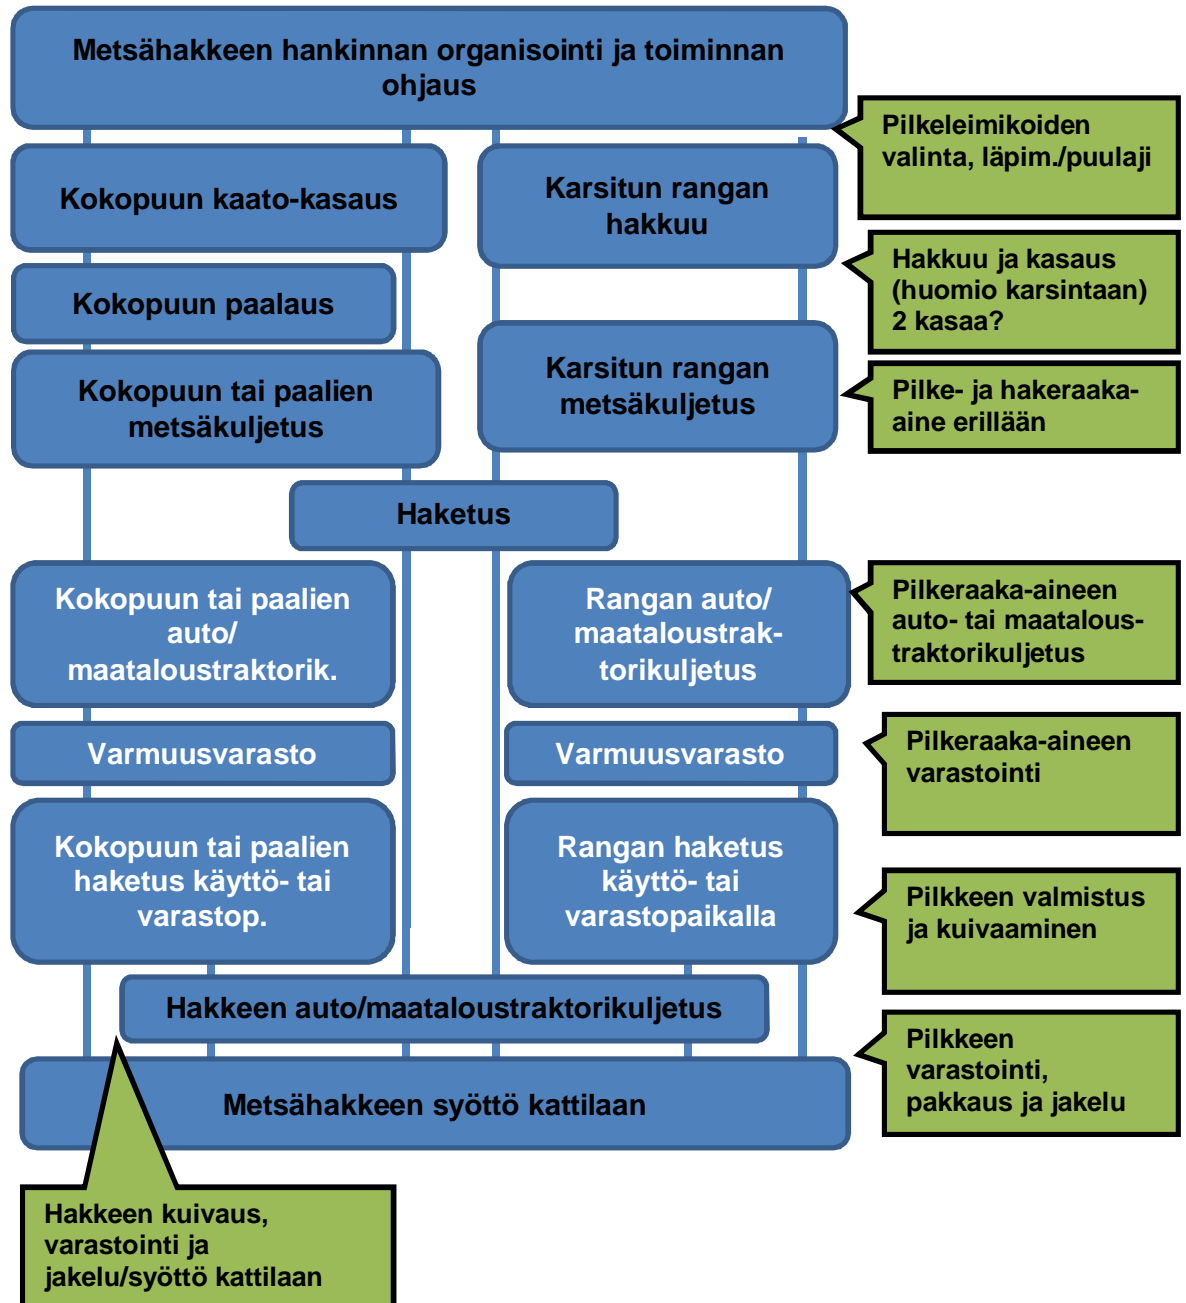 Metsähakkeen hankinnan organisointi ja toiminnan
ohjaus
Pilkeleimikoiden
valinta, läpim./puulaji
Kokopuun kaato-kasaus
Karsitun rangan
hakkuu
Hakkuu ja kasaus
(huomio karsintaan)
2 kasaa?
Kokopuun paalaus
Kokopuun tai paalien
metsäkuljetus
Karsitun rangan
metsäkuljetus
Pilke- ja hakeraaka-
aine erillään
Haketus
Kokopuun tai paalien
auto/
maataloustraktorik.
Rangan auto/
maataloustrak-
torikuljetus
Pilkeraaka-aineen
auto- tai maatalous-
traktorikuljetus
Varmuusvarasto
Varmuusvarasto
Pilkeraaka-aineen
varastointi
Kokopuun tai paalien
haketus käyttö- tai
varastop.
Rangan haketus
käyttö- tai
varastopaikalla
Pilkkeen valmistus
ja kuivaaminen
Hakkeen auto/maataloustraktorikuljetus
Pilkkeen
varastointi,
pakkaus ja jakelu
Metsähakkeen syöttö kattilaan
Hakkeen kuivaus,
varastointi ja
jakelu/syöttö kattilaan